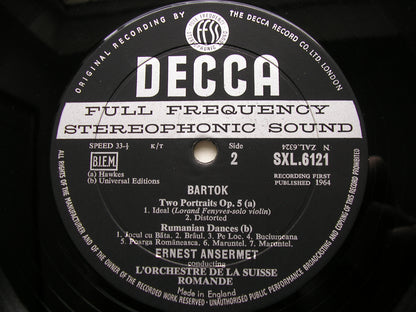 ORIGINAL RECORDING BY
THE DECCA RECORD CO. LTD. LONDON
FFSS
DECCA
FULL FREQUENCY
STEREOPHONIC SOUND
SPEED 33-⅓ K/T
Side
2
N ZAL.6324
SXL.6121
B.I.E.M.
(a) Hawkes
(b) Universal Editions
RECORDING FIRST
PUBLISHED 1964
BARTOK
Two Portraits Op. 5 (a)
1. Ideal (Lorand Fenyves-solo violin)
2. Distorted
Rumanian Dances (b)
1. Jocul cu Bâta. 2. Brâul, 3. Pe Loc, 4. Buciumeana
5. Poarga Româneasca, 6. Maruntel, 7. Maruntel.
ERNEST ANSERMET
conducting
L'ORCHESTRE DE LA SUISSE
ROMANDE
Made in England
ALL RIGHTS OF THE MANUFACTURER AND OF THE OWNER OF THE RECORDED WORK RESERVED · UNAUTHORISED PUBLIC PERFORMANCE BROADCASTING AND COPYING OF THIS RECORD PROHIBITED